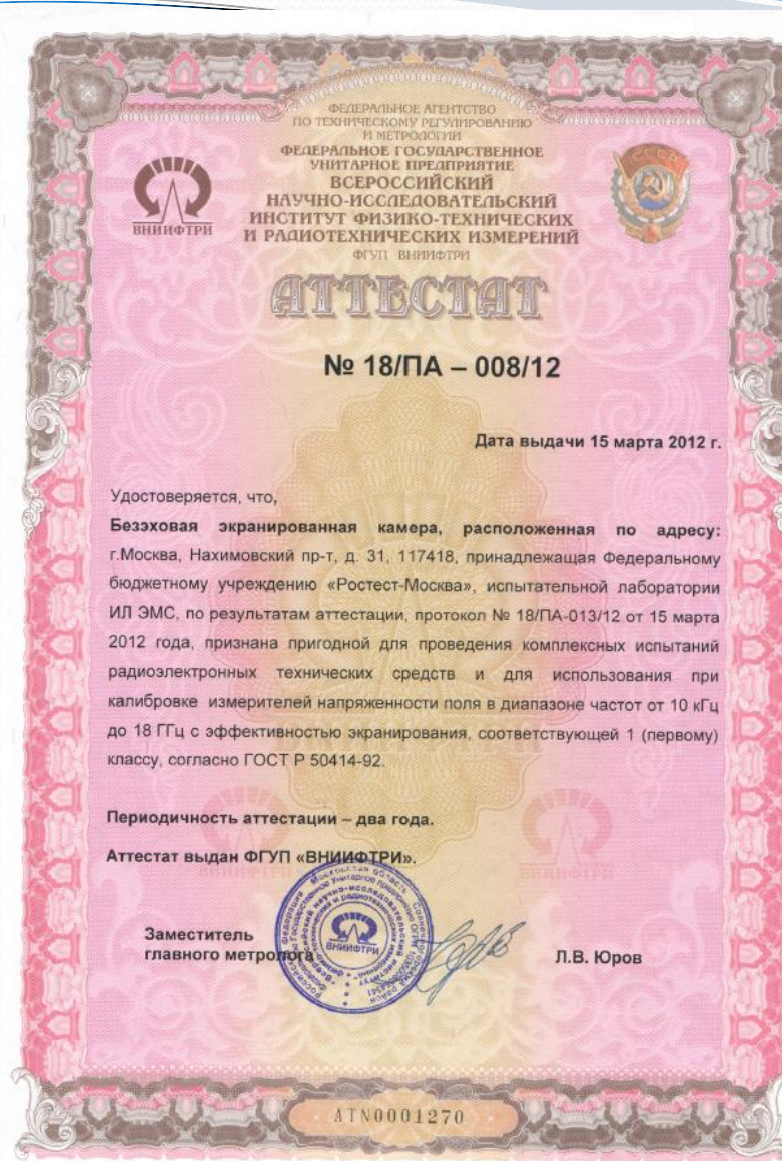 ФЕДЕРАЛЬНОЕ АГЕНТСТВО
ПО ТЕХНИЧЕСКОМУ РЕГУЛИРОВАНИЮ
И МЕТРОЛОГИИ
ФЕДЕРАЛЬНОЕ ГОСУДАРСТВЕННОЕ
УНИТАРНОЕ ПРЕДПРИЯТИЕ
ВСЕРОССИЙСКИЙ
НАУЧНО-ИССЛЕДОВАТЕЛЬСКИЙ
ИНСТИТУТ ФИЗИКО-ТЕХНИЧЕСКИХ
И РАДИОТЕХНИЧЕСКИХ ИЗМЕРЕНИЙ
ФГУП ВНИИФТРИ
ВНИИФТРИ
СССР
АТТЕСТАТ
№ 18/ПА – 008/12
Дата выдачи 15 марта 2012 г.
Удостоверяется, что,
Безэховая экранированная камера, расположенная по адресу:
г.Москва, Нахимовский пр-т, д. 31, 117418, принадлежащая Федеральному
бюджетному учреждению «Ростест-Москва», испытательной лаборатории
ИЛ ЭМС, по результатам аттестации, протокол № 18/ПА-013/12 от 15 марта
2012 года, признана пригодной для проведения комплексных испытаний
радиоэлектронных технических средств и для использования при
калибровке измерителей напряженности поля в диапазоне частот от 10 кГц
до 18 ГГц с эффективностью экранирования, соответствующей 1 (первому)
классу, согласно ГОСТ Р 50414-92.
Периодичность аттестации – два года.
Аттестат выдан ФГУП «ВНИИФТРИ».
Заместитель
главного метролога
ВНИИФТРИ
Л.В. Юров
ATN0001270